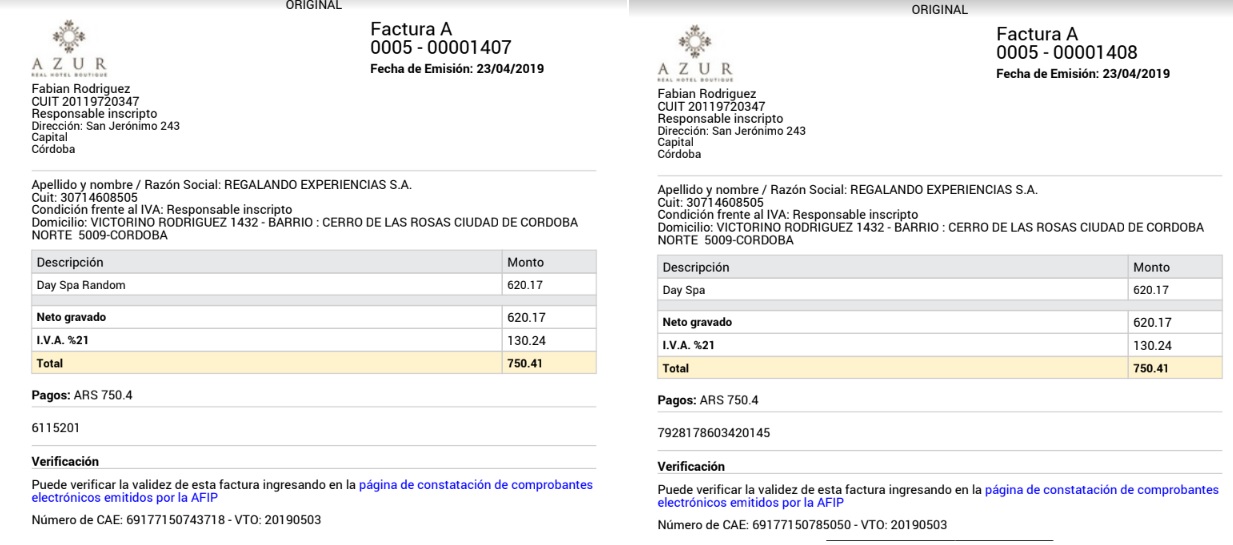 ORIGINAL
AZUR
REAL HOTEL BOUTIQUE
Factura A
0005 - 00001407
Fecha de Emisión: 23/04/2019
Fabian Rodriguez
CUIT 20119720347
Responsable inscripto
Dirección: San Jerónimo 243
Capital
Córdoba
Apellido y nombre / Razón Social: REGALANDO EXPERIENCIAS S.A.
Cuit: 30714608505
Condición frente al IVA: Responsable inscripto
Domicilio: VICTORINO RODRIGUEZ 1432 - BARRIO : CERRO DE LAS ROSAS CIUDAD DE CORDOBA
NORTE 5009-CORDOBA
Descripción Monto
Day Spa Random 620.17
Neto gravado 620.17
I.V.A. %21 130.24
Total 750.41
Pagos: ARS 750.4
6115201
Verificación
Puede verificar la validez de esta factura ingresando en la página de constatación de comprobantes
electrónicos emitidos por la AFIP
Número de CAE: 69177150743718 - VTO: 20190503
ORIGINAL
AZUR
REAL HOTEL BOUTIQUE
Factura A
0005 - 00001408
Fecha de Emisión: 23/04/2019
Fabian Rodriguez
CUIT 20119720347
Responsable inscripto
Dirección: San Jerónimo 243
Capital
Córdoba
Apellido y nombre / Razón Social: REGALANDO EXPERIENCIAS S.A.
Cuit: 30714608505
Condición frente al IVA: Responsable inscripto
Domicilio: VICTORINO RODRIGUEZ 1432 - BARRIO : CERRO DE LAS ROSAS CIUDAD DE CORDOBA
NORTE 5009-CORDOBA
Descripción Monto
Day Spa 620.17
Neto gravado 620.17
I.V.A. %21 130.24
Total 750.41
Pagos: ARS 750.4
7928178603420145
Verificación
Puede verificar la validez de esta factura ingresando en la página de constatación de comprobantes
electrónicos emitidos por la AFIP
Número de CAE: 69177150785050 - VTO: 20190503